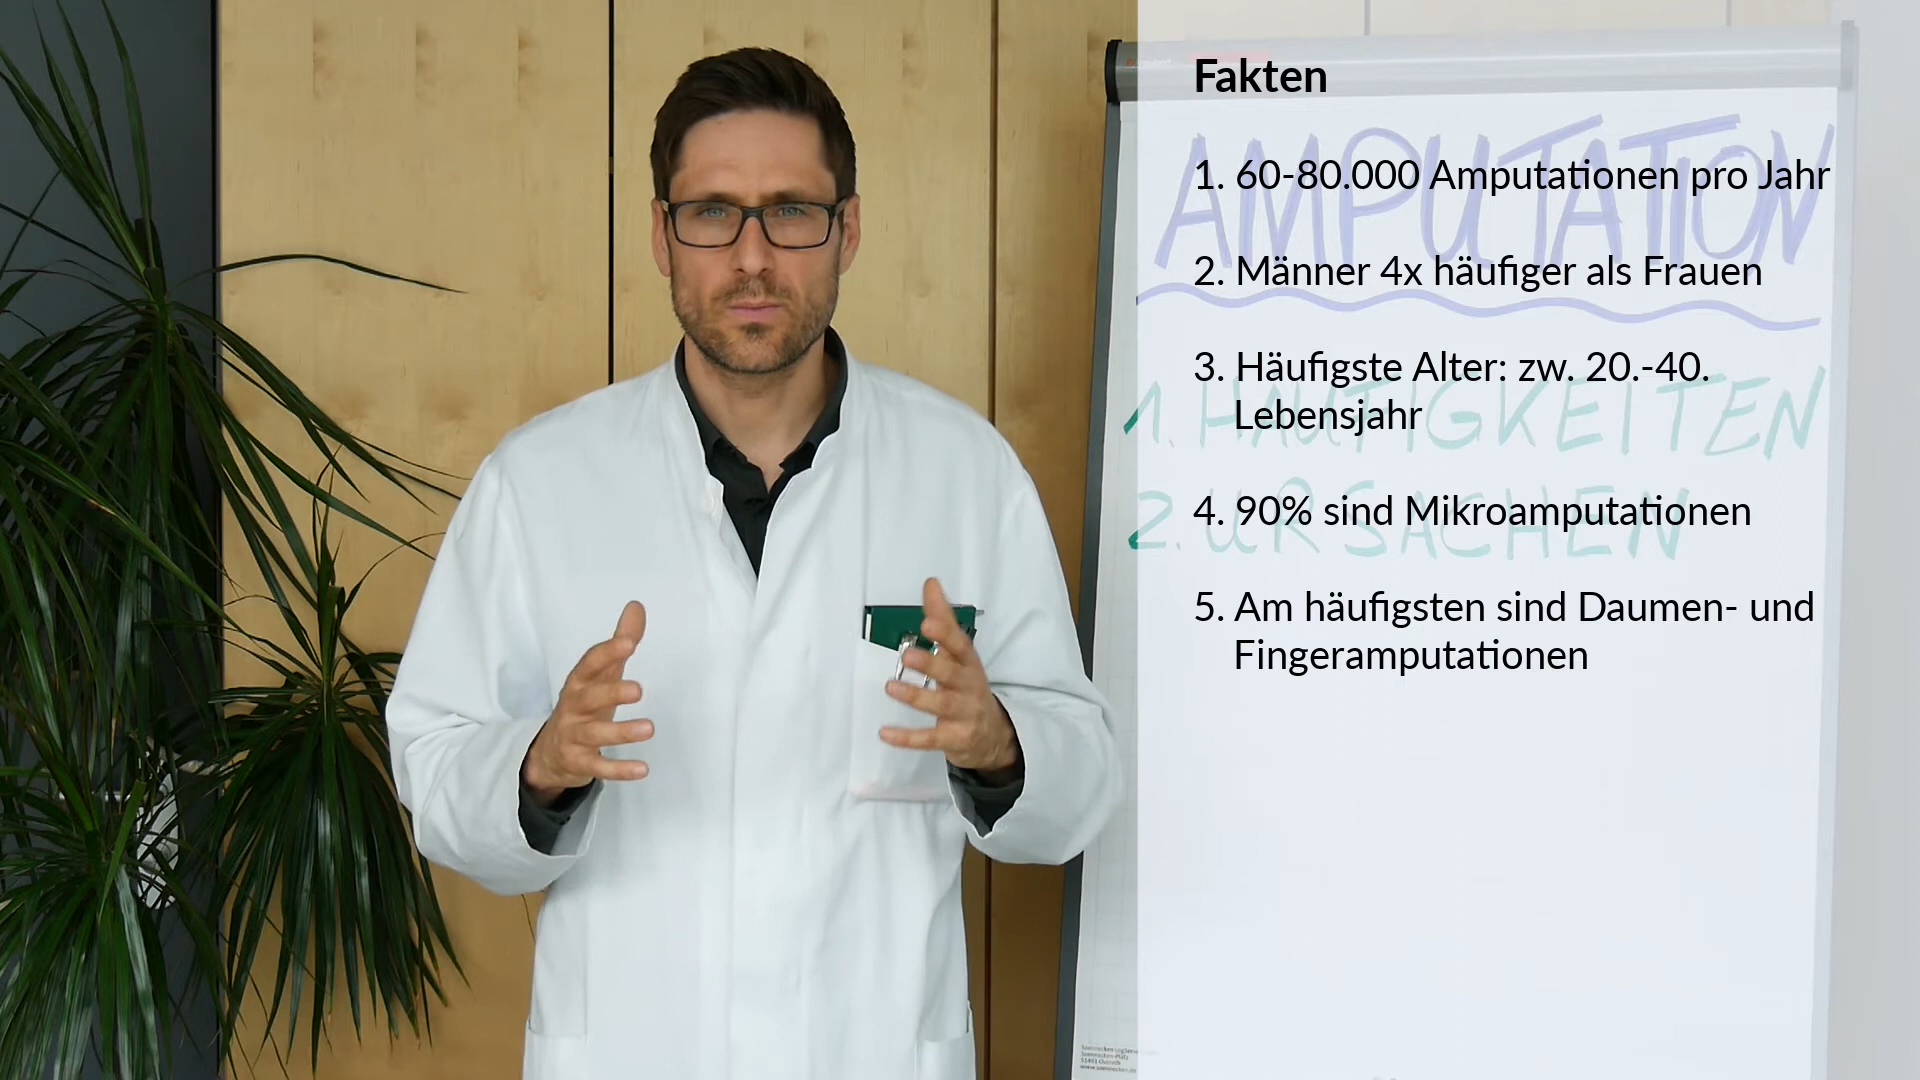 Fakten
1. 60-80.000 Amputationen pro Jahr
2. Männer 4x häufiger als Frauen
3. Häufigste Alter: zw. 20.-40.
Lebensjahr
4. 90% sind Mikroamputationen
5. Am häufigsten sind Daumen- und
Fingeramputationen
AMPUTATION
1. HÄUFIGKEITEN
2. URSACHEN